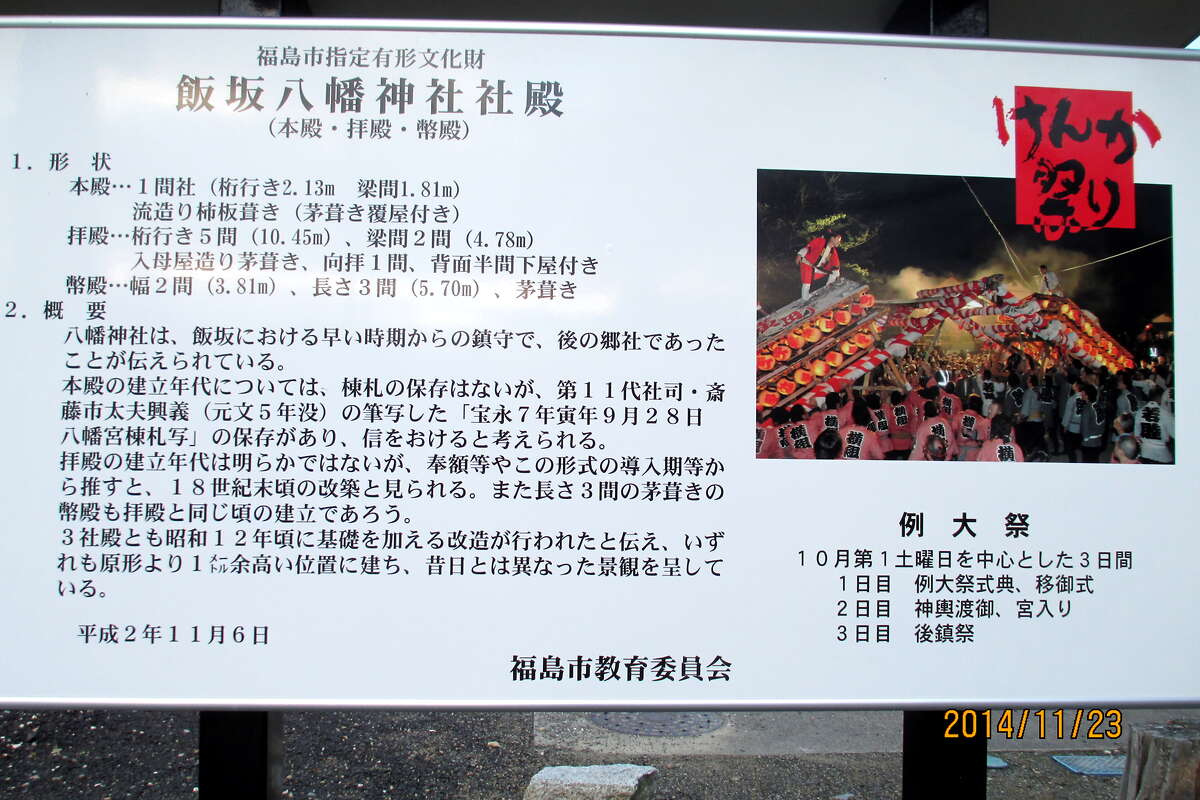 福島市指定有形文化財
飯坂八幡神社社殿
（本殿・拝殿・幣殿）
1．形　状
本殿…１間社（桁行き2.13m　梁間1.81m）
流造り柿板葺き（茅葺き覆屋付き）
拝殿…桁行き５間（10.45m）、梁間２間（4.78m）
入母屋造り茅葺き、向拝１間、背面半間下屋付き
幣殿…幅２間（3.81m）、長さ３間（5.70m）、茅葺き
2．概　要
八幡神社は、飯坂における早い時期からの鎮守で、後の郷社であった
ことが伝えられている。
本殿の建立年代については、棟札の保存はないが、第１１代社司・斎
藤市太夫興義（元文５年没）の筆写した「宝永７年寅年９月２８日
八幡宮棟札写」の保存があり、信をおけると考えられる。
拝殿の建立年代は明らかではないが、奉額等やこの形式の導入期等か
ら推すと、１８世紀末頃の改築と見られる。また長さ３間の茅葺きの
幣殿も拝殿と同じ頃の建立であろう。
３社殿とも昭和１２年頃に基礎を加える改造が行われたと伝え、いず
れも原形より１㍍余高い位置に建ち、昔日とは異なった景観を呈して
いる。
平成２年１１月６日
福島市教育委員会
けんか
祭り
横組
横組
横組
若駿
例　大　祭
１０月第１土曜日を中心とした３日間
１日目　例大祭式典、移御式
２日目　神輿渡御、宮入り
３日目　後鎮祭
2014/11/23